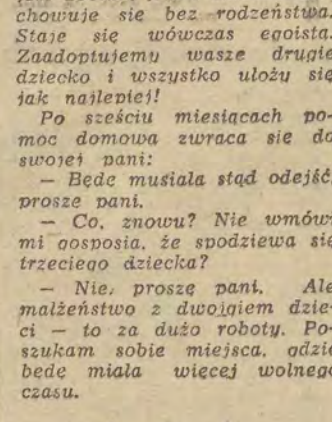 chowuje sie bez rodzeństwa.
Staje się wówczas egoistą.
Zaadoptujemy wasze drugie
dziecko i wszystko ułoży się
jak najlepiej!
Po sześciu miesiącach po-
moc domowa zwraca się do
swojej pani:
— Będę musiała stąd odejść,
proszę pani.
— Co, znowu? Nie wmówi
mi gosposia, że spodziewa się
trzeciego dziecka?
— Nie, proszę pani. Ale
małżeństwo z dwojgiem dzie-
ci — to za dużo roboty. Po-
szukam sobie miejsca, gdzie
będę miała więcej wolnego
czasu.